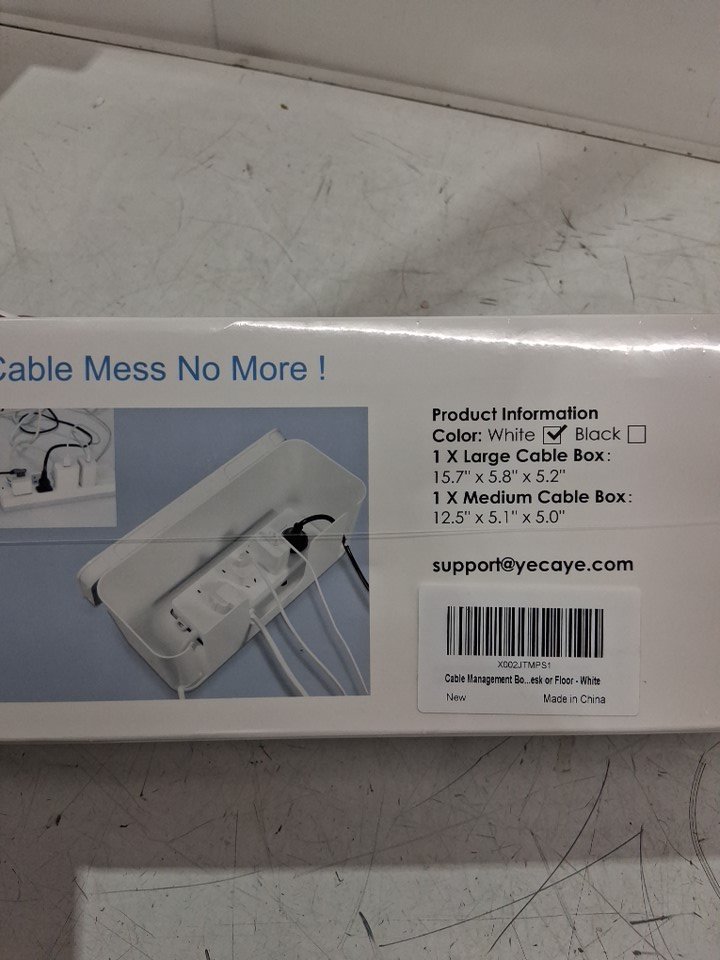 Cable Mess No More !
Product Information
Color: White ☑ Black ☐
1 X Large Cable Box:
15.7" x 5.8" x 5.2"
1 X Medium Cable Box:
12.5" x 5.1" x 5.0"
support@yecaye.com
X002JTMPS1
Cable Management Bo...esk or Floor - White
New Made in China